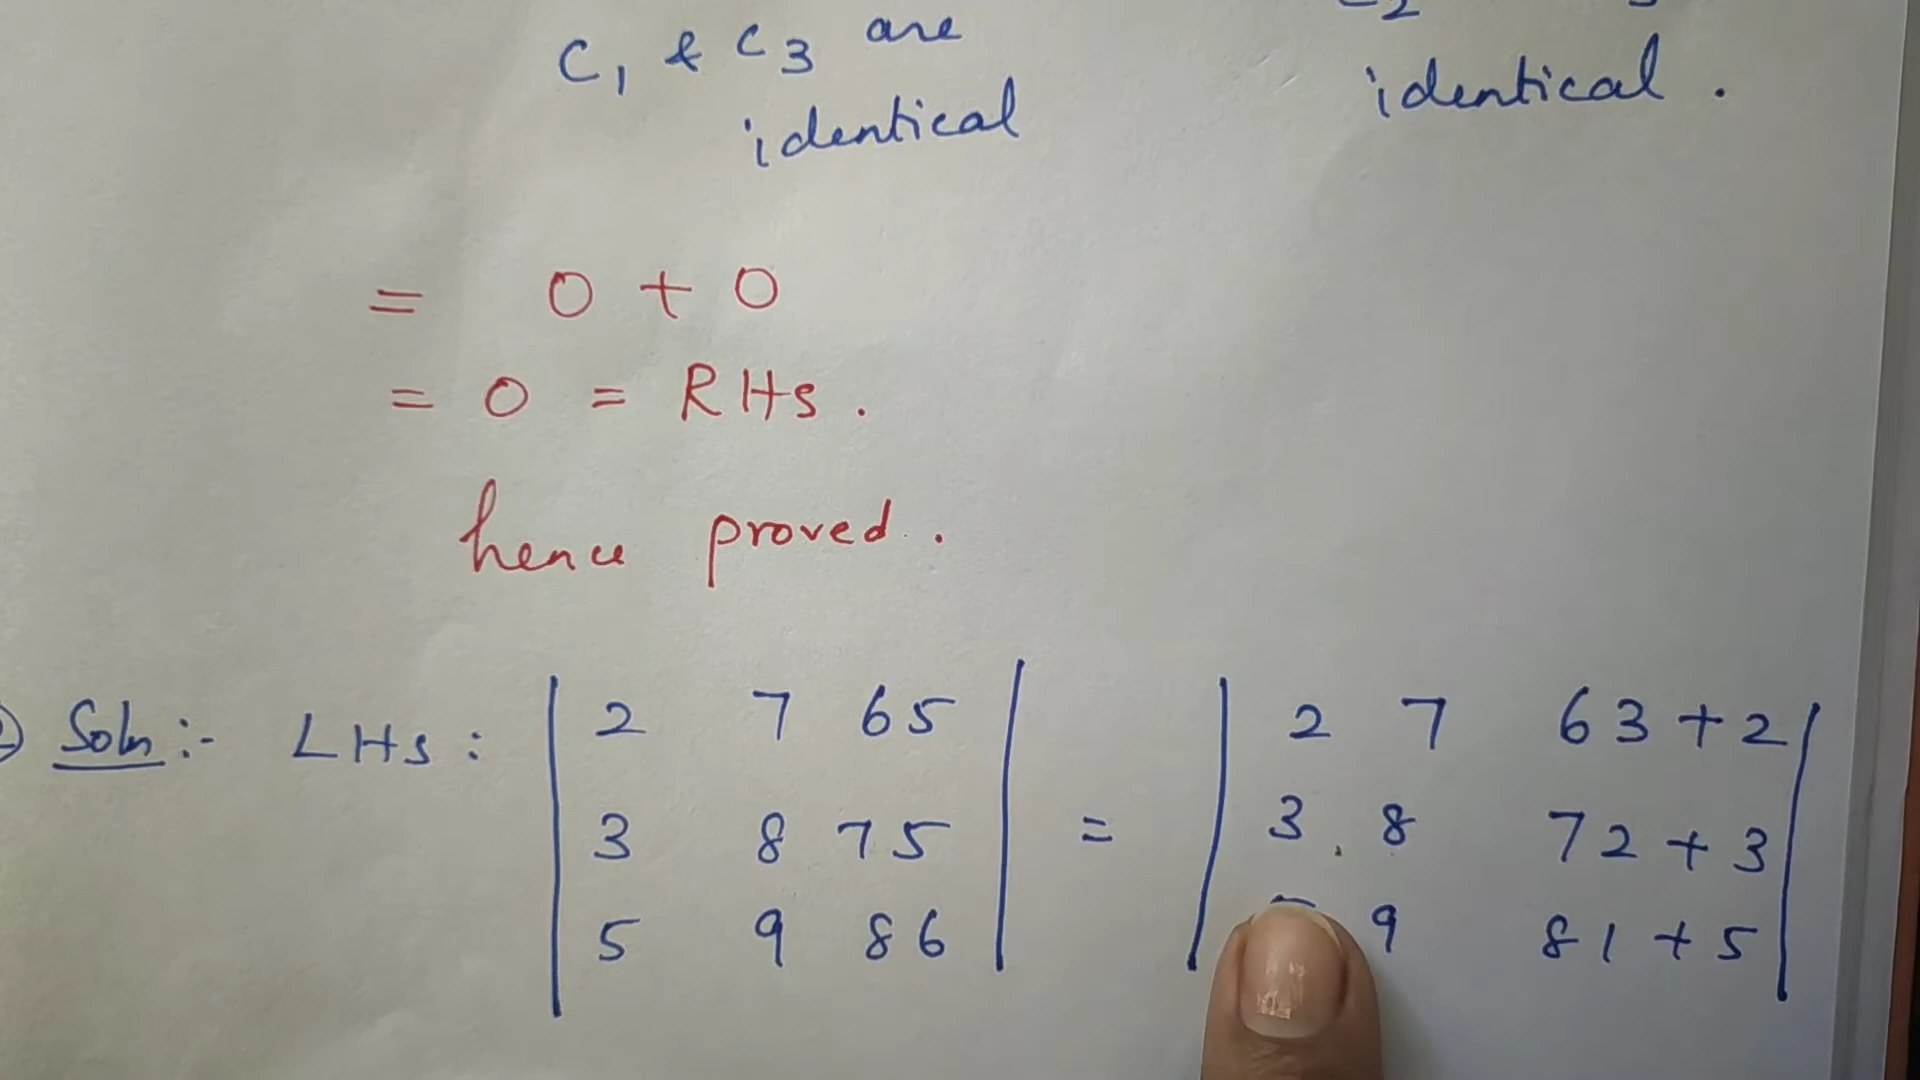 C₁ & C₃ are
identical
identical.
= 0 + 0
= 0 = RHS.
hence proved.
Soln:- LHS: | 2 7 65 | = | 2 7 63+2 |
| 3 8 75 | | 3 8 72+3 |
| 5 9 86 | | 9 81+5 |